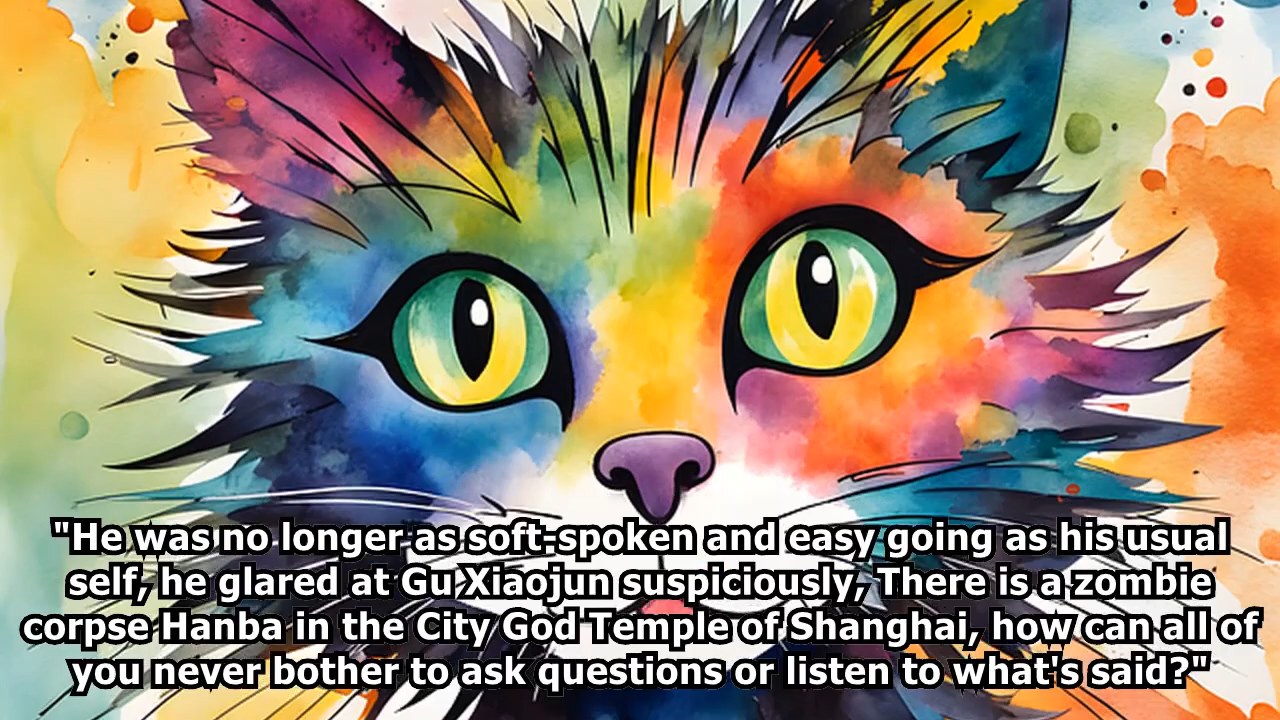 "He was no longer as soft-spoken and easy going as his usual
self, he glared at Gu Xiaojun suspiciously, There is a zombie
corpse Hanba in the City God Temple of Shanghai, how can all of
you never bother to ask questions or listen to what's said?"